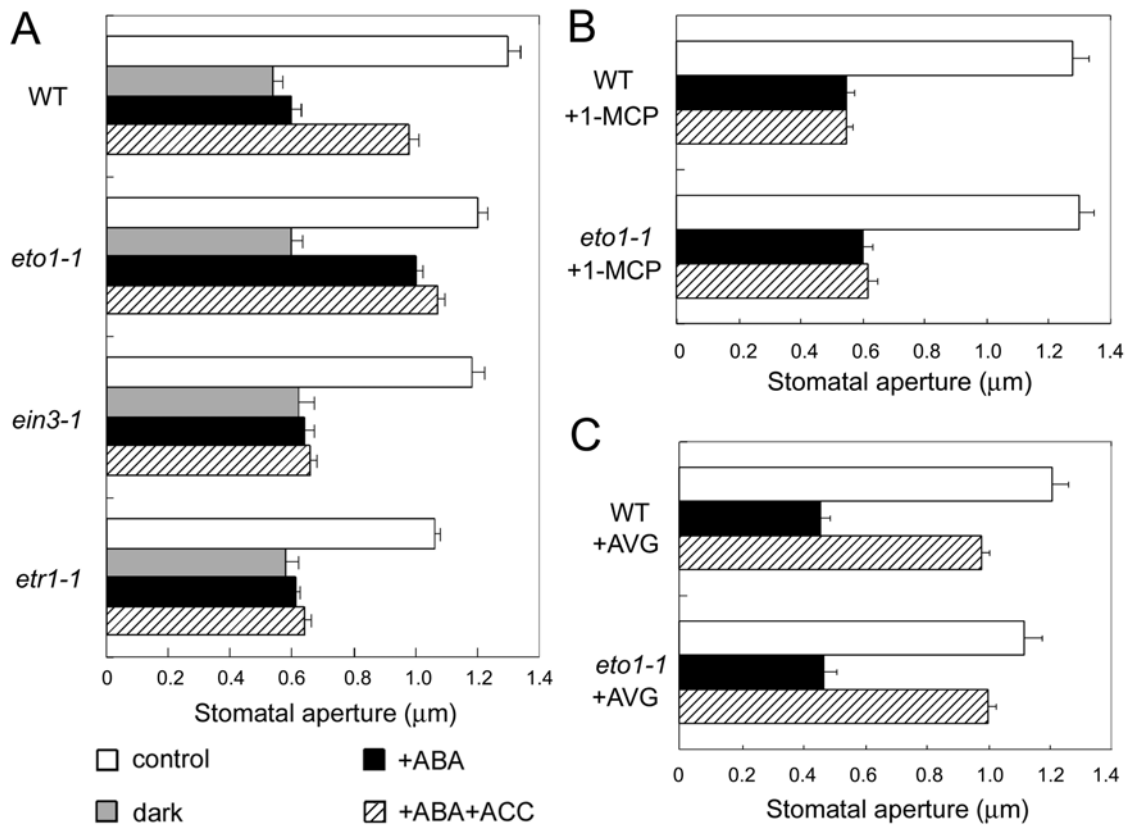 A
WT
eto1-1
ein3-1
etr1-1
0 0.2 0.4 0.6 0.8 1.0 1.2 1.4
Stomatal aperture (μm)
control
+ABA
dark
+ABA+ACC
B
WT
+1-MCP
eto1-1
+1-MCP
0 0.2 0.4 0.6 0.8 1.0 1.2 1.4
Stomatal aperture (μm)
C
WT
+AVG
eto1-1
+AVG
0 0.2 0.4 0.6 0.8 1.0 1.2 1.4
Stomatal aperture (μm)